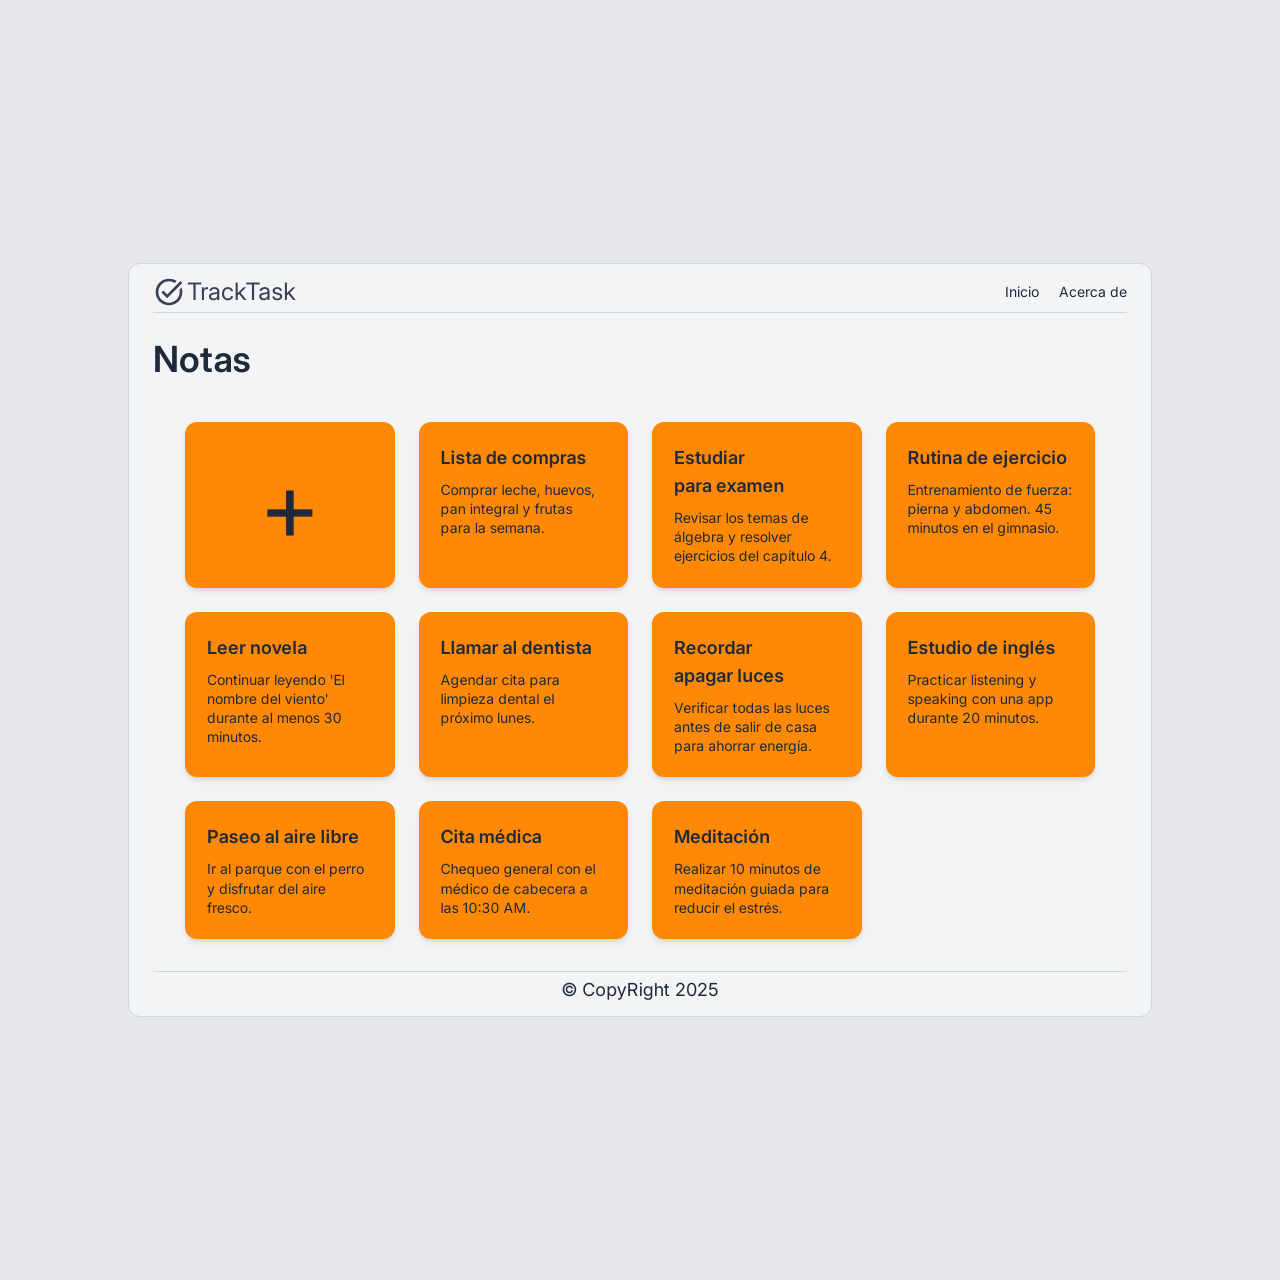 TrackTask
Inicio
Acerca de
Notas
+
Lista de compras
Comprar leche, huevos,
pan integral y frutas
para la semana.
Estudiar
para examen
Revisar los temas de
álgebra y resolver
ejercicios del capítulo 4.
Rutina de ejercicio
Entrenamiento de fuerza:
pierna y abdomen. 45
minutos en el gimnasio.
Leer novela
Continuar leyendo 'El
nombre del viento'
durante al menos 30
minutos.
Llamar al dentista
Agendar cita para
limpieza dental el
próximo lunes.
Recordar
apagar luces
Verificar todas las luces
antes de salir de casa
para ahorrar energía.
Estudio de inglés
Practicar listening y
speaking con una app
durante 20 minutos.
Paseo al aire libre
Ir al parque con el perro
y disfrutar del aire
fresco.
Cita médica
Chequeo general con el
médico de cabecera a
las 10:30 AM.
Meditación
Realizar 10 minutos de
meditación guiada para
reducir el estrés.
© CopyRight 2025